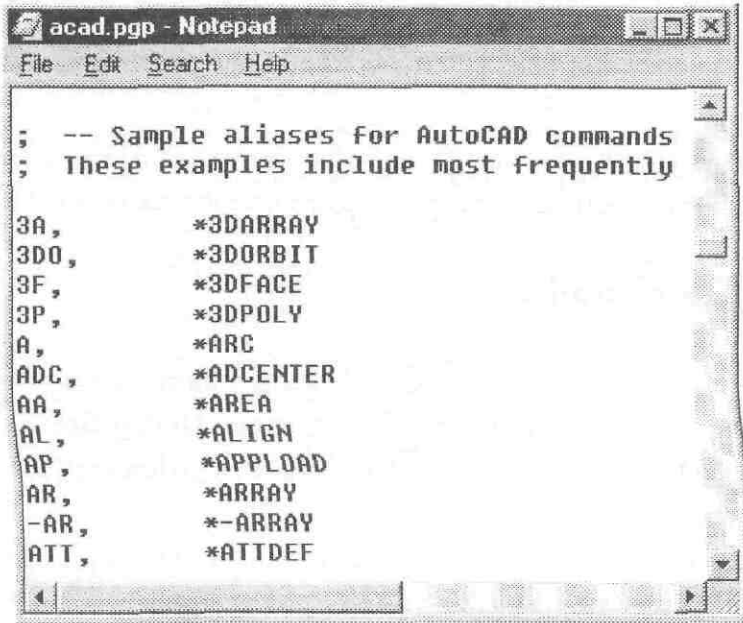 acad.pgp - Notepad
File Edit Search Help
;  -- Sample aliases for AutoCAD commands
;  These examples include most frequently
3A,        *3DARRAY
3DO,       *3DORBIT
3F,        *3DFACE
3P,        *3DPOLY
A,         *ARC
ADC,       *ADCENTER
AA,        *AREA
AL,        *ALIGN
AP,        *APPLOAD
AR,        *ARRAY
-AR,       *-ARRAY
ATT,       *ATTDEF